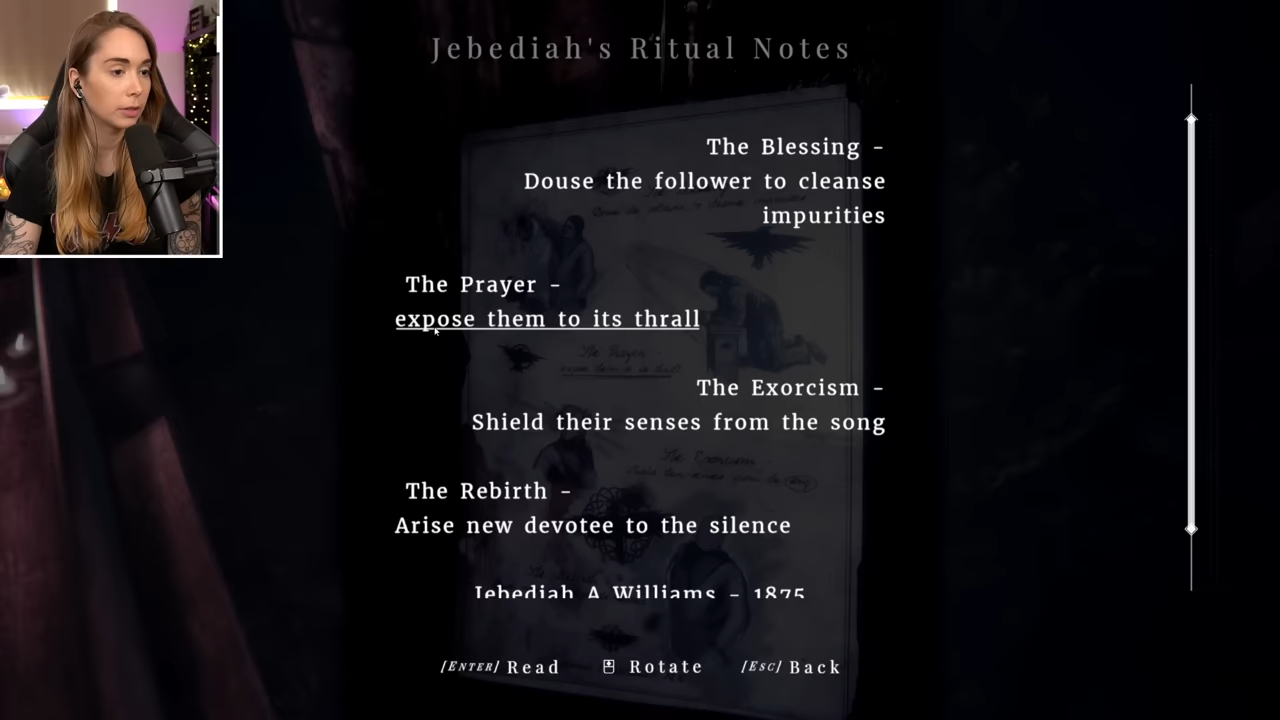 Jebediah's Ritual Notes
The Blessing -
Douse the follower to cleanse
impurities
The Prayer -
expose them to its thrall
The Exorcism -
Shield their senses from the song
The Rebirth -
Arise new devotee to the silence
Jebediah A Williams - 1875
[ENTER] Read Rotate [ESC] Back